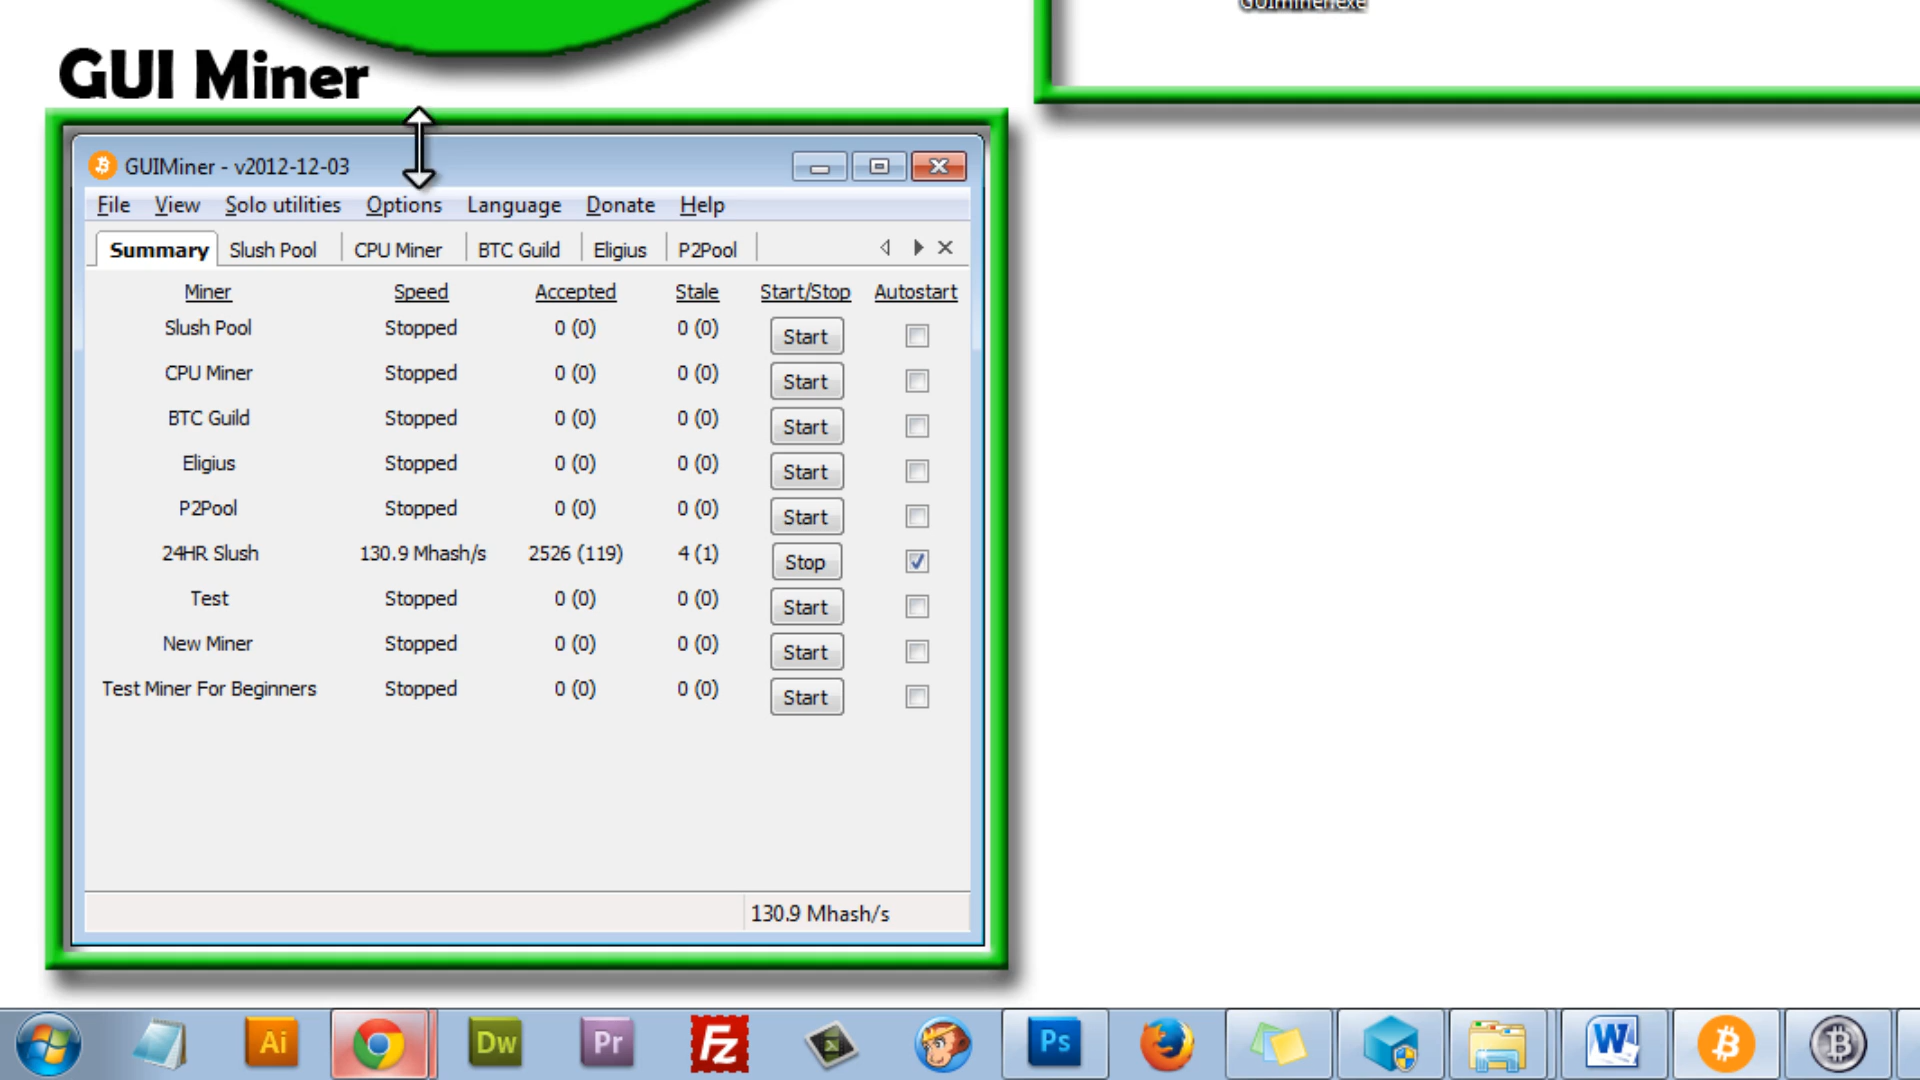 GUIminer.exe
GUI Miner
GUIMiner - v2012-12-03
File View Solo utilities Options Language Donate Help
Summary Slush Pool CPU Miner BTC Guild Eligius P2Pool
Miner Speed Accepted Stale Start/Stop Autostart
Slush Pool Stopped 0 (0) 0 (0) Start
CPU Miner Stopped 0 (0) 0 (0) Start
BTC Guild Stopped 0 (0) 0 (0) Start
Eligius Stopped 0 (0) 0 (0) Start
P2Pool Stopped 0 (0) 0 (0) Start
24HR Slush 130.9 Mhash/s 2526 (119) 4 (1) Stop
Test Stopped 0 (0) 0 (0) Start
New Miner Stopped 0 (0) 0 (0) Start
Test Miner For Beginners Stopped 0 (0) 0 (0) Start
130.9 Mhash/s
Ai Dw Pr Fz Ps W